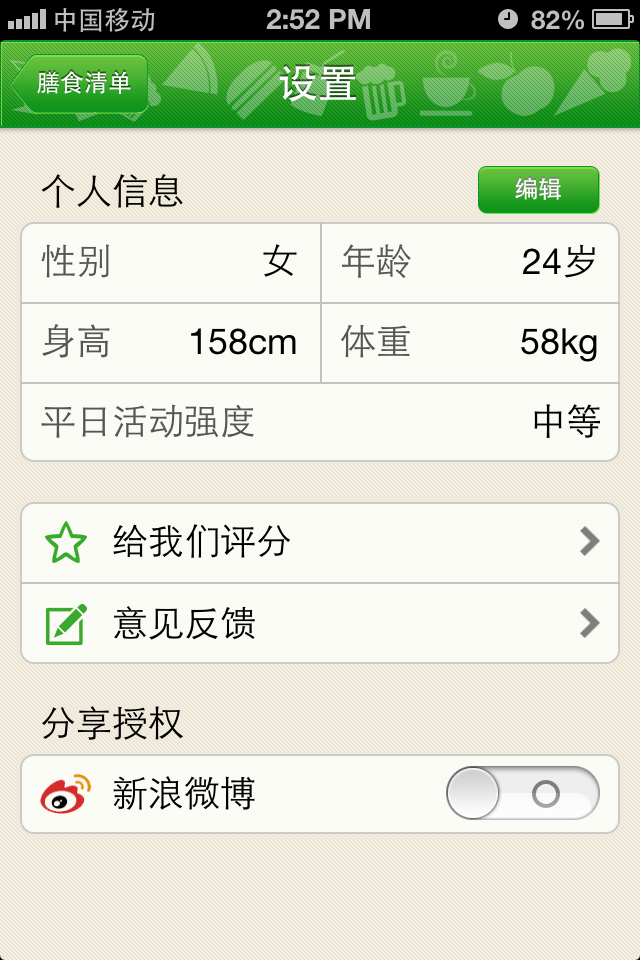 中国移动 2:52 PM 82%
膳食清单 设置
个人信息 编辑
性别 女 年龄 24岁
身高 158cm 体重 58kg
平日活动强度 中等
给我们评分
意见反馈
分享授权
新浪微博